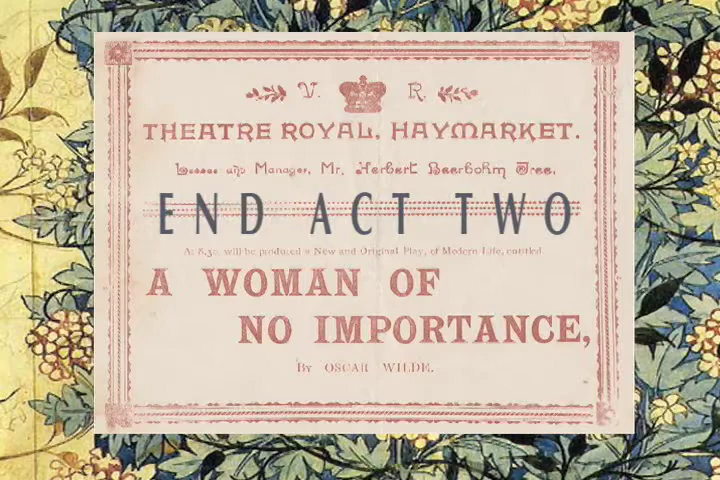 V. R.
THEATRE ROYAL, HAYMARKET.
Lessee and Manager, Mr. Herbert Beerbohm Tree.
END ACT TWO
At 8.30, will be produced a New and Original Play, of Modern Life, entitled
A WOMAN OF
NO IMPORTANCE,
By OSCAR WILDE.